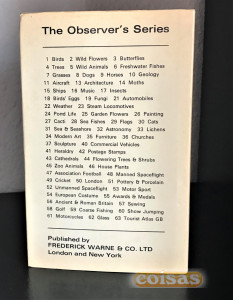 The Observer's Series
1 Birds 2 Wild Flowers 3 Butterflies
4 Trees 5 Wild Animals 6 Freshwater Fishes
7 Grasses 8 Dogs 9 Horses 10 Geology
11 Aircraft 13 Architecture 14 Moths
15 Ships 16 Music 17 Insects
18 Birds' Eggs 19 Fungi 21 Automobiles
22 Weather 23 Steam Locomotives
24 Pond Life 25 Garden Flowers 26 Painting
27 Cacti 28 Sea Fishes 29 Flags 30 Cats
31 Sea & Seashore 32 Astronomy 33 Lichens
34 Modern Art 35 Furniture 36 Churches
37 Sculpture 40 Commercial Vehicles
41 Heraldry 42 Postage Stamps
43 Cathedrals 44 Flowering Trees & Shrubs
45 Zoo Animals 46 House Plants
47 Association Football 48 Manned Spaceflight
49 Cricket 50 London 51 Pottery & Porcelain
52 Unmanned Spaceflight 53 Motor Sport
54 European Costume 55 Awards & Medals
56 Ancient & Roman Britain 57 Sewing
58 Golf 59 Coarse Fishing 60 Show Jumping
61 Motorcycles 62 Glass 63 Tourist Atlas GB
Published by
FREDERICK WARNE & CO. LTD
London and New York
coisas